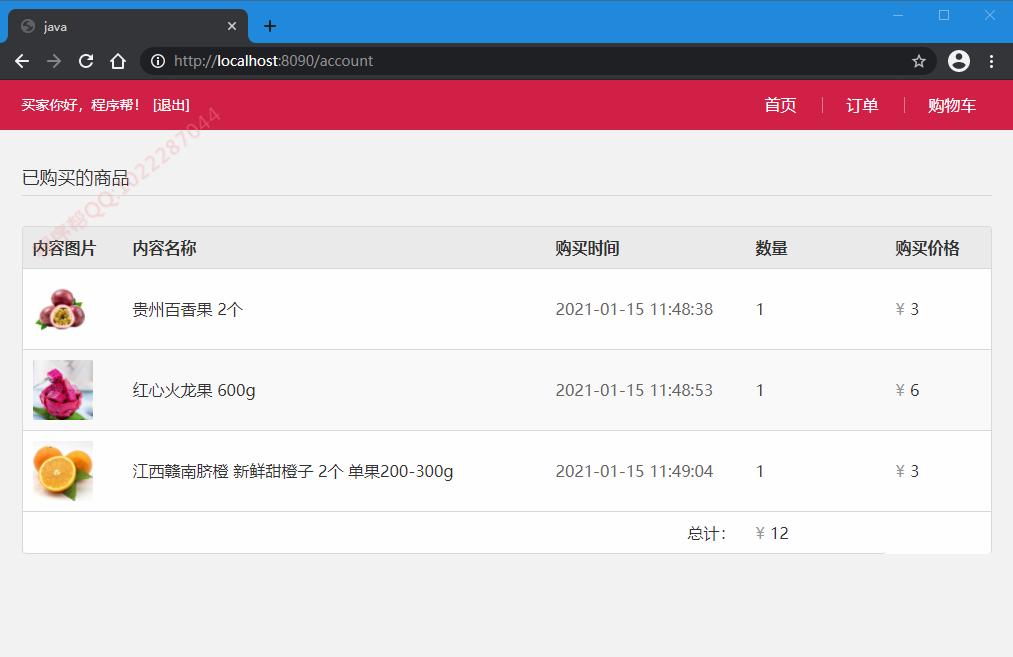 java
http://localhost:8090/account
买家你好，程序帮！ [退出]
首页 订单 购物车
已购买的商品
程序帮QQ:1022287044
内容图片 内容名称 购买时间 数量 购买价格
贵州百香果 2个 2021-01-15 11:48:38 1 ¥ 3
红心火龙果 600g 2021-01-15 11:48:53 1 ¥ 6
江西赣南脐橙 新鲜甜橙子 2个 单果200-300g 2021-01-15 11:49:04 1 ¥ 3
总计： ¥ 12